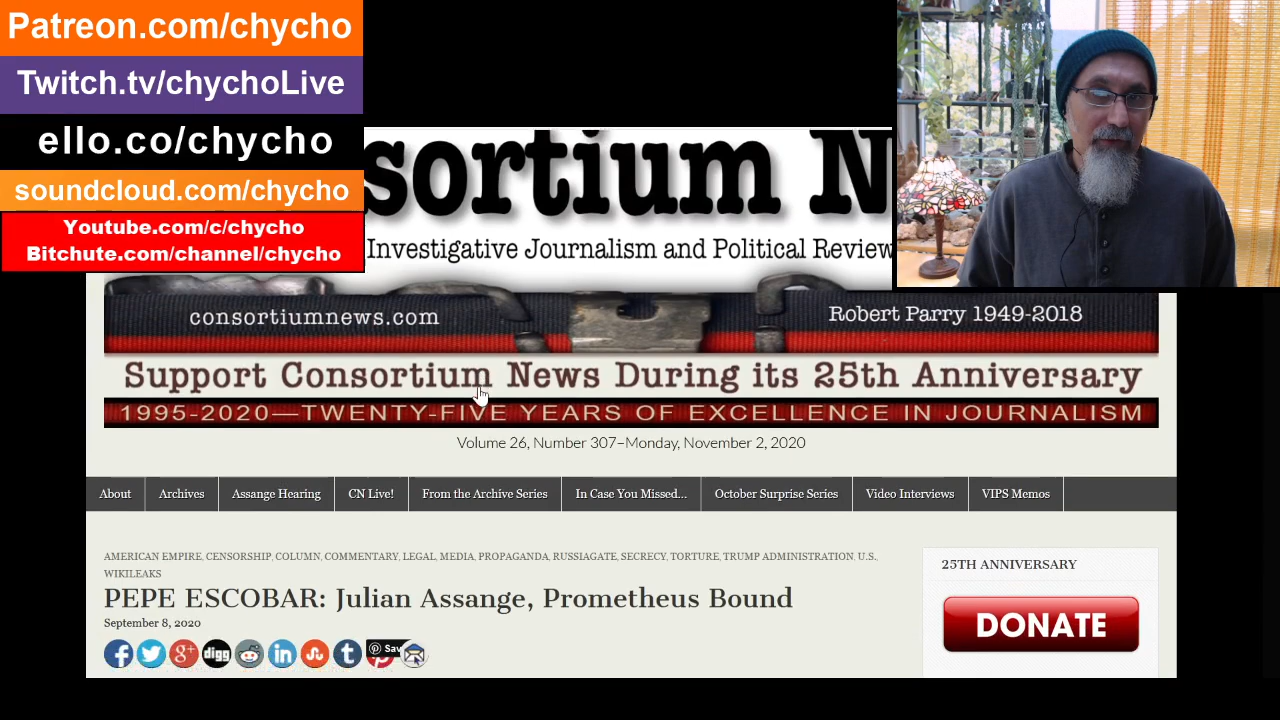 Patreon.com/chycho
Twitch.tv/chychoLive
ello.co/chycho
soundcloud.com/chycho
Youtube.com/c/chycho
Bitchute.com/channel/chycho
sortium N
Investigative Journalism and Political Review
consortiumnews.com
Robert Parry 1949-2018
Support Consortium News During its 25th Anniversary
1995-2020—TWENTY-FIVE YEARS OF EXCELLENCE IN JOURNALISM
Volume 26, Number 307–Monday, November 2, 2020
About Archives Assange Hearing CN Live! From the Archive Series In Case You Missed... October Surprise Series Video Interviews VIPS Memos
AMERICAN EMPIRE, CENSORSHIP, COLUMN, COMMENTARY, LEGAL, MEDIA, PROPAGANDA, RUSSIAGATE, SECRECY, TORTURE, TRUMP ADMINISTRATION, U.S.,
WIKILEAKS
PEPE ESCOBAR: Julian Assange, Prometheus Bound
September 8, 2020
digg
Sav
25TH ANNIVERSARY
DONATE